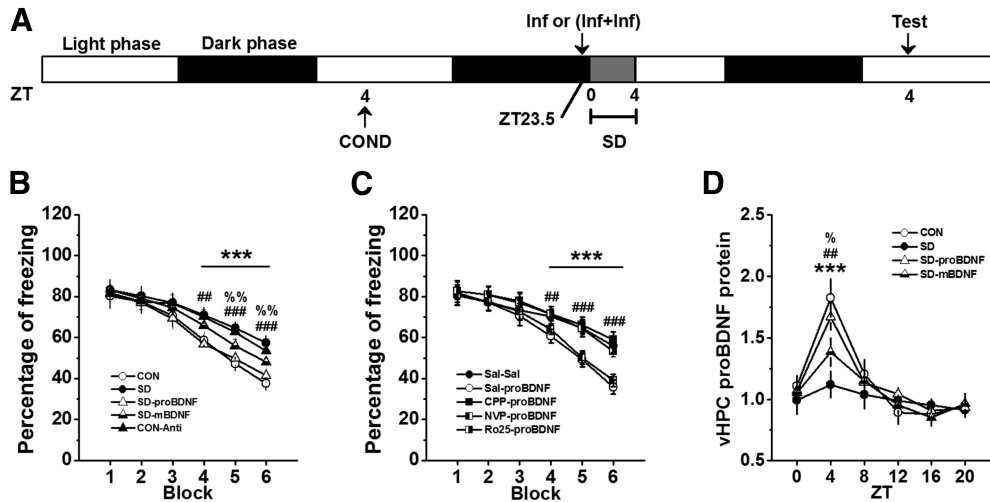 A
Inf or (Inf+Inf)
Test
Light phase
Dark phase
ZT
4
0
4
4
ZT23.5
COND
SD
B
Percentage of freezing
120
100
80
60
40
20
0
***
##
%%
###
%%
###
CON
SD
SD-proBDNF
SD-mBDNF
CON-Anti
1 2 3 4 5 6
Block
C
Percentage of freezing
120
100
80
60
40
20
0
***
##
###
###
Sal-Sal
Sal-proBDNF
CPP-proBDNF
NVP-proBDNF
Ro25-proBDNF
1 2 3 4 5 6
Block
D
vHPC proBDNF protein
2.5
2.0
1.5
1.0
0.5
%
##
***
CON
SD
SD-proBDNF
SD-mBDNF
0 4 8 12 16 20
ZT